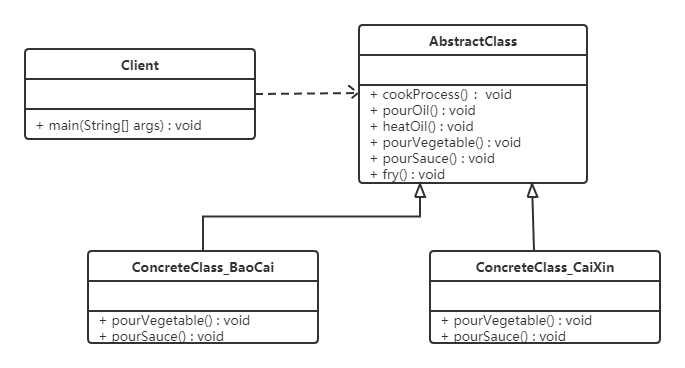 AbstractClass
Client
+ cookProcess() : void
+ pourOil() : void
+ main(String[] args) : void
+ heatOil() : void
+ pourVegetable() : void
+ pourSauce() : void
+ fry() : void
ConcreteClass_BaoCai
+ pourVegetable() : void
+ pourSauce() : void
ConcreteClass_CaiXin
+ pourVegetable() : void
+ pourSauce() : void